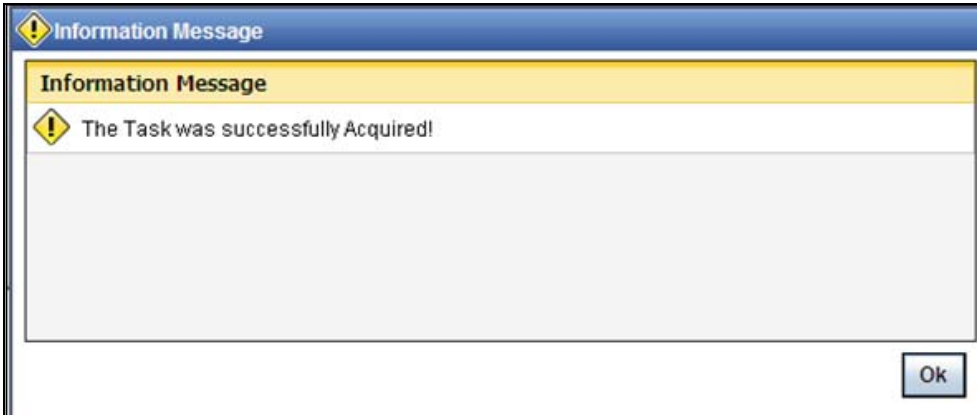 Information Message
Information Message
The Task was successfully Acquired!
Ok